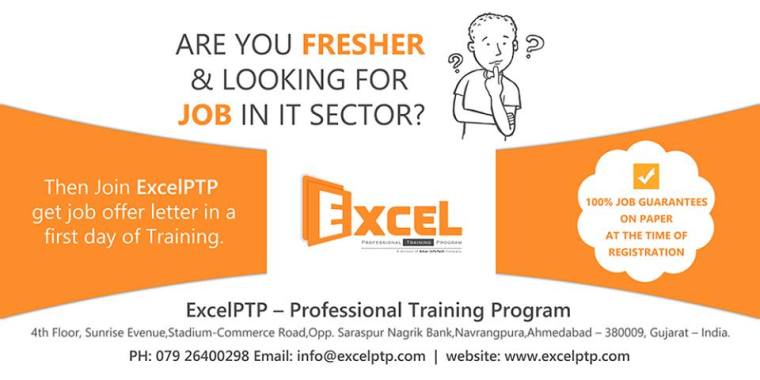 ARE YOU FRESHER
& LOOKING FOR
JOB IN IT SECTOR?
Then Join ExcelPTP
get job offer letter in a
first day of Training.
EXCEL
PROFESSIONAL TRAINING PROGRAM
100% JOB GUARANTEES
ON PAPER
AT THE TIME OF
REGISTRATION
ExcelPTP – Professional Training Program
4th Floor, Sunrise Evenue,Stadium-Commerce Road,Opp. Saraspur Nagrik Bank,Navrangpura,Ahmedabad – 380009, Gujarat – India.
PH: 079 26400298 Email: info@excelptp.com | website: www.excelptp.com